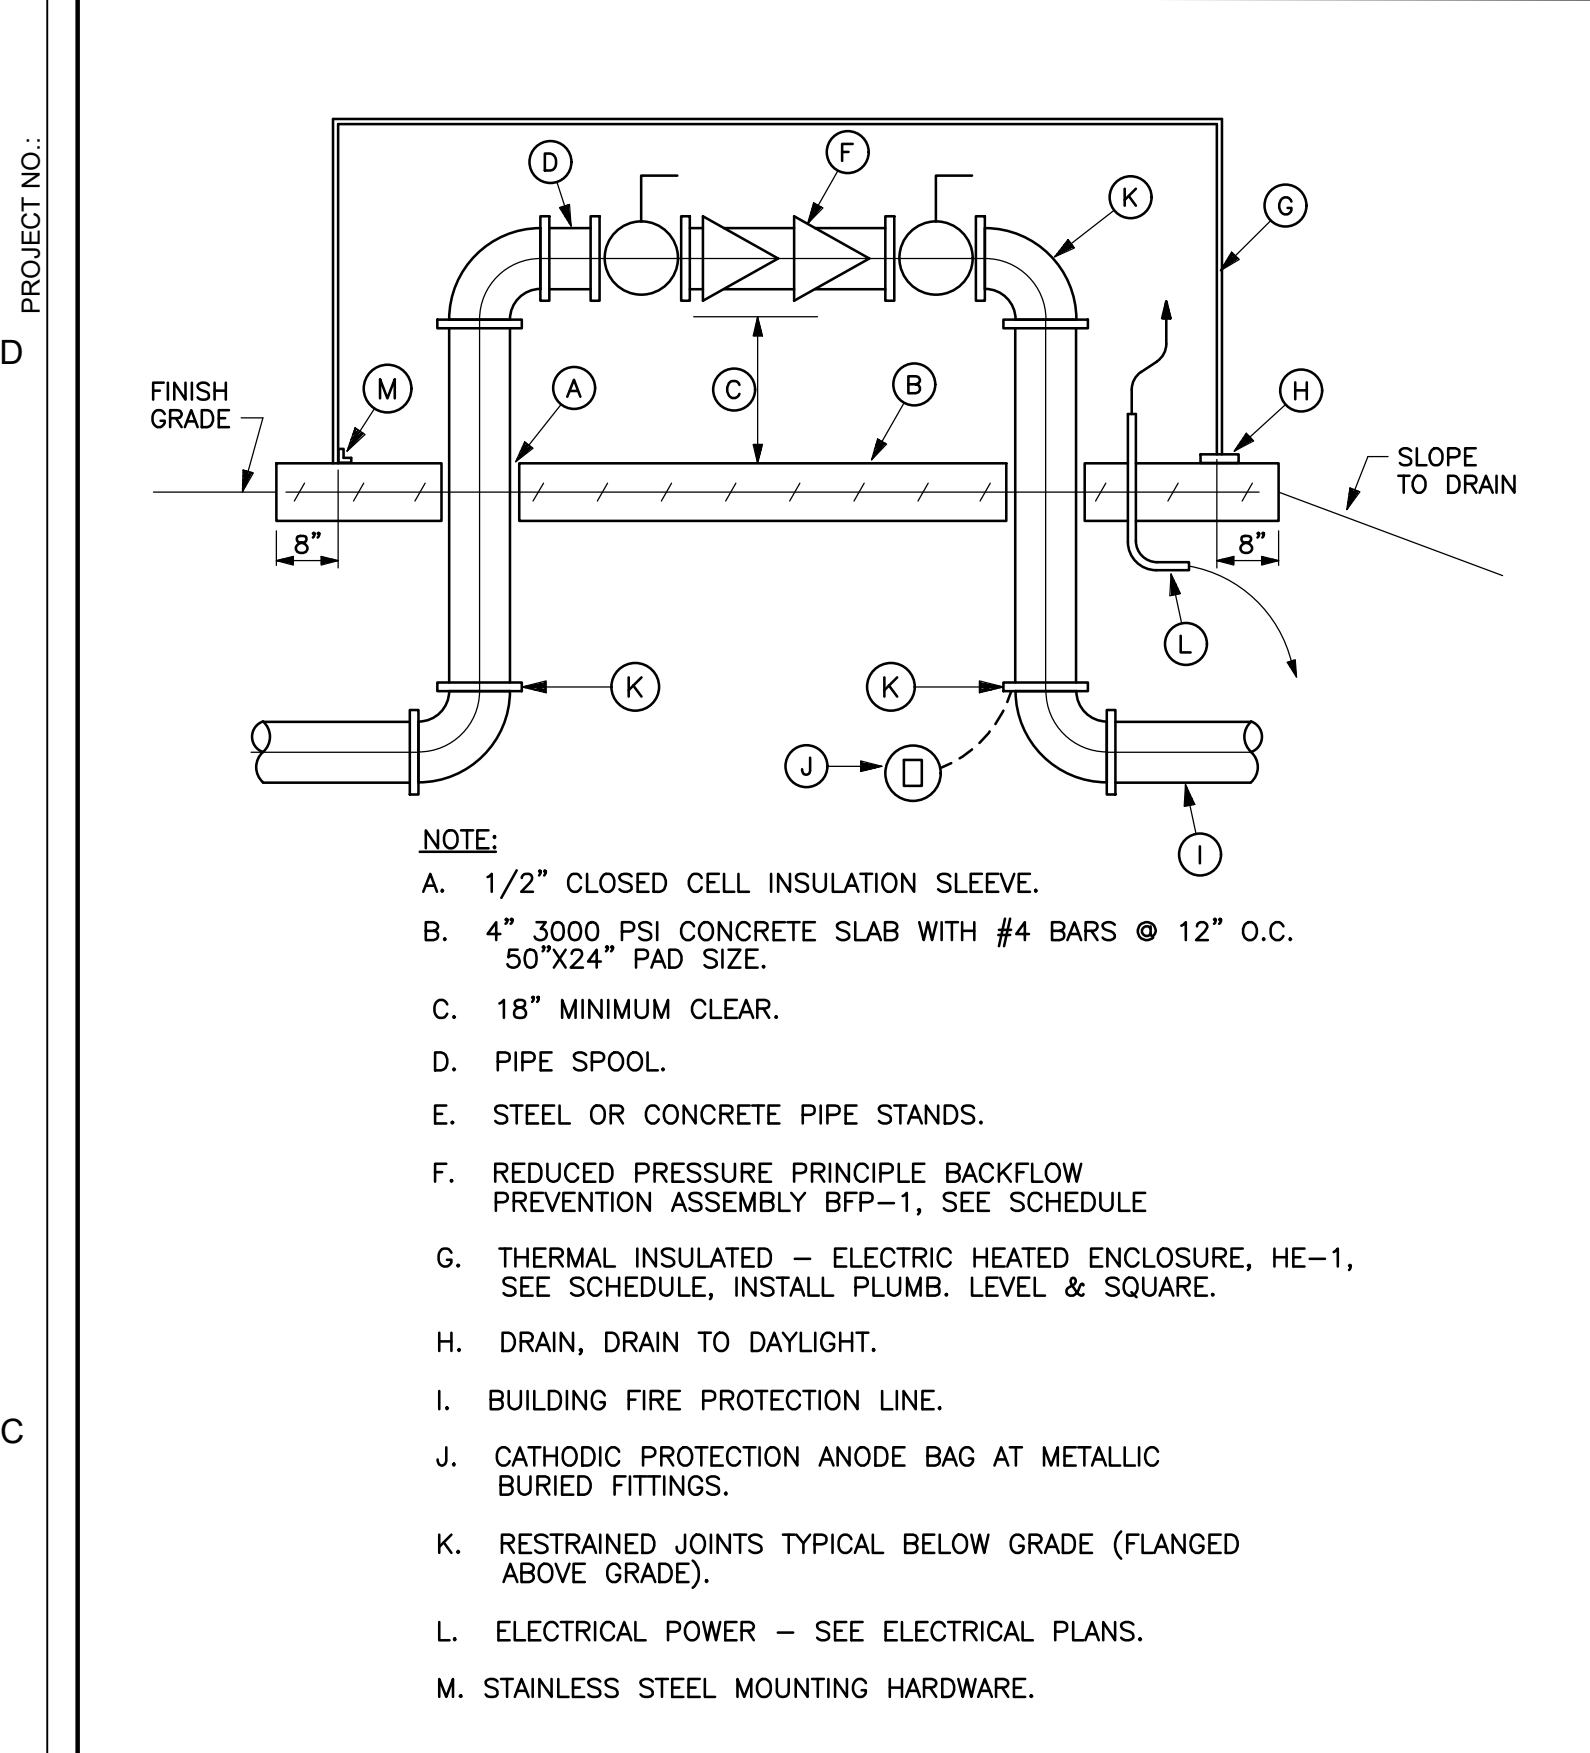 PROJECT NO.:
D
C
D
F
K
G
FINISH
GRADE
M
A
C
B
H
SLOPE
TO DRAIN
8”
8”
L
K
K
J
I
NOTE:
A. 1/2” CLOSED CELL INSULATION SLEEVE.
B. 4” 3000 PSI CONCRETE SLAB WITH #4 BARS @ 12” O.C.
50”X24” PAD SIZE.
C. 18” MINIMUM CLEAR.
D. PIPE SPOOL.
E. STEEL OR CONCRETE PIPE STANDS.
F. REDUCED PRESSURE PRINCIPLE BACKFLOW
PREVENTION ASSEMBLY BFP–1, SEE SCHEDULE
G. THERMAL INSULATED – ELECTRIC HEATED ENCLOSURE, HE–1,
SEE SCHEDULE, INSTALL PLUMB. LEVEL & SQUARE.
H. DRAIN, DRAIN TO DAYLIGHT.
I. BUILDING FIRE PROTECTION LINE.
J. CATHODIC PROTECTION ANODE BAG AT METALLIC
BURIED FITTINGS.
K. RESTRAINED JOINTS TYPICAL BELOW GRADE (FLANGED
ABOVE GRADE).
L. ELECTRICAL POWER – SEE ELECTRICAL PLANS.
M. STAINLESS STEEL MOUNTING HARDWARE.